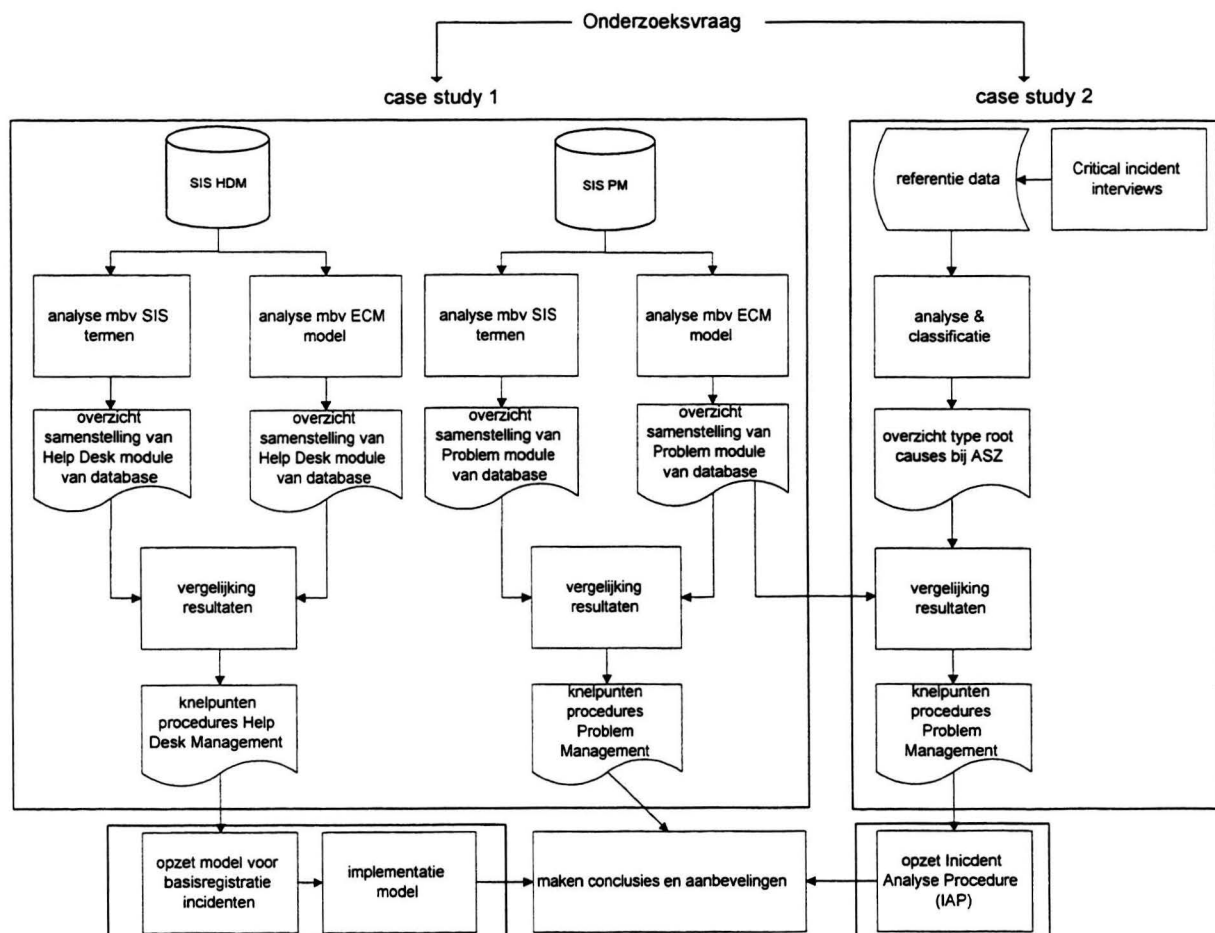 Onderzoeksvraag
case study 1
case study 2
SIS HDM
SIS PM
referentie data
Critical incident
interviews
analyse mbv SIS
termen
analyse mbv ECM
model
analyse mbv SIS
termen
analyse mbv ECM
model
analyse &
classificatie
overzicht
samenstelling van
Help Desk module
van database
overzicht
samenstelling van
Help Desk module
van database
overzicht
samenstelling van
Problem module
van database
overzicht
samenstelling van
Problem module
van database
overzicht type root
causes bij ASZ
vergelijking
resultaten
vergelijking
resultaten
vergelijking
resultaten
knelpunten
procedures Help
Desk Management
knelpunten
procedures
Problem
Management
knelpunten
procedures
Problem
Management
opzet model voor
basisregistratie
incidenten
implementatie
model
maken conclusies en aanbevelingen
opzet Inicdent
Analyse Procedure
(IAP)